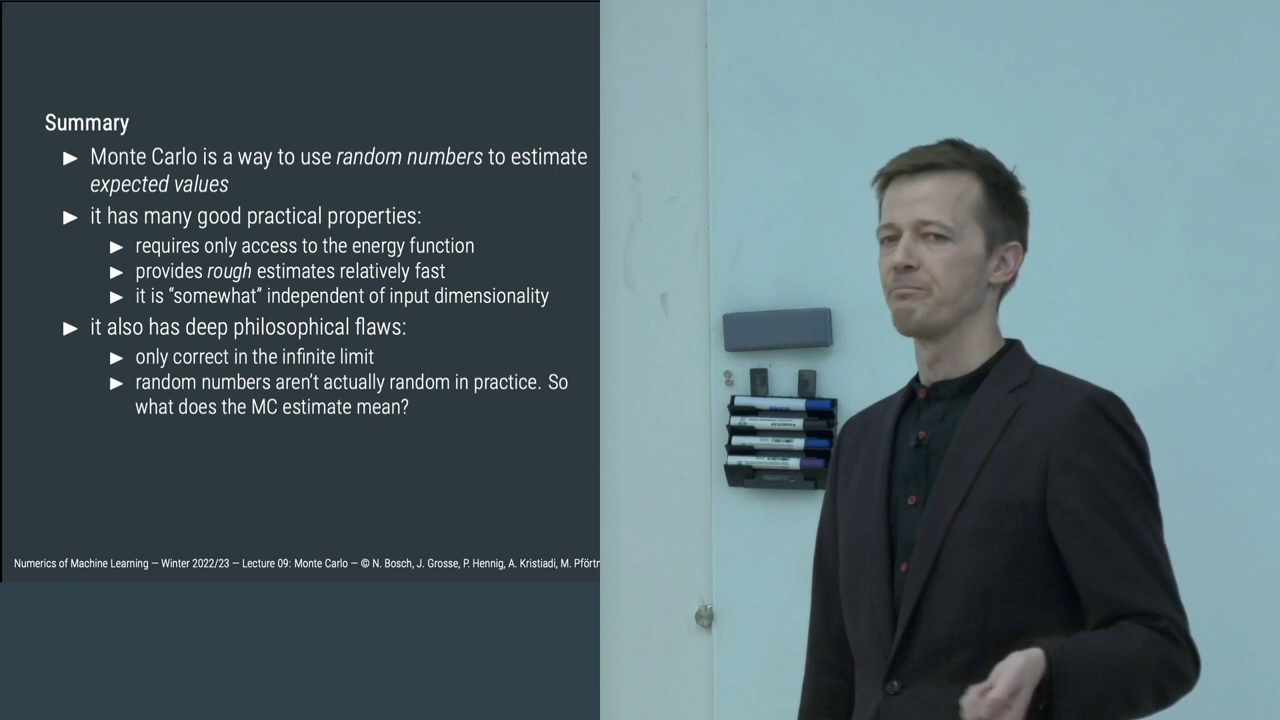 Summary
▶ Monte Carlo is a way to use random numbers to estimate
expected values
▶ it has many good practical properties:
▶ requires only access to the energy function
▶ provides rough estimates relatively fast
▶ it is “somewhat” independent of input dimensionality
▶ it also has deep philosophical flaws:
▶ only correct in the infinite limit
▶ random numbers aren’t actually random in practice. So
what does the MC estimate mean?
Numerics of Machine Learning — Winter 2022/23 — Lecture 09: Monte Carlo — © N. Bosch, J. Grosse, P. Hennig, A. Kristiadi, M. Pförtn